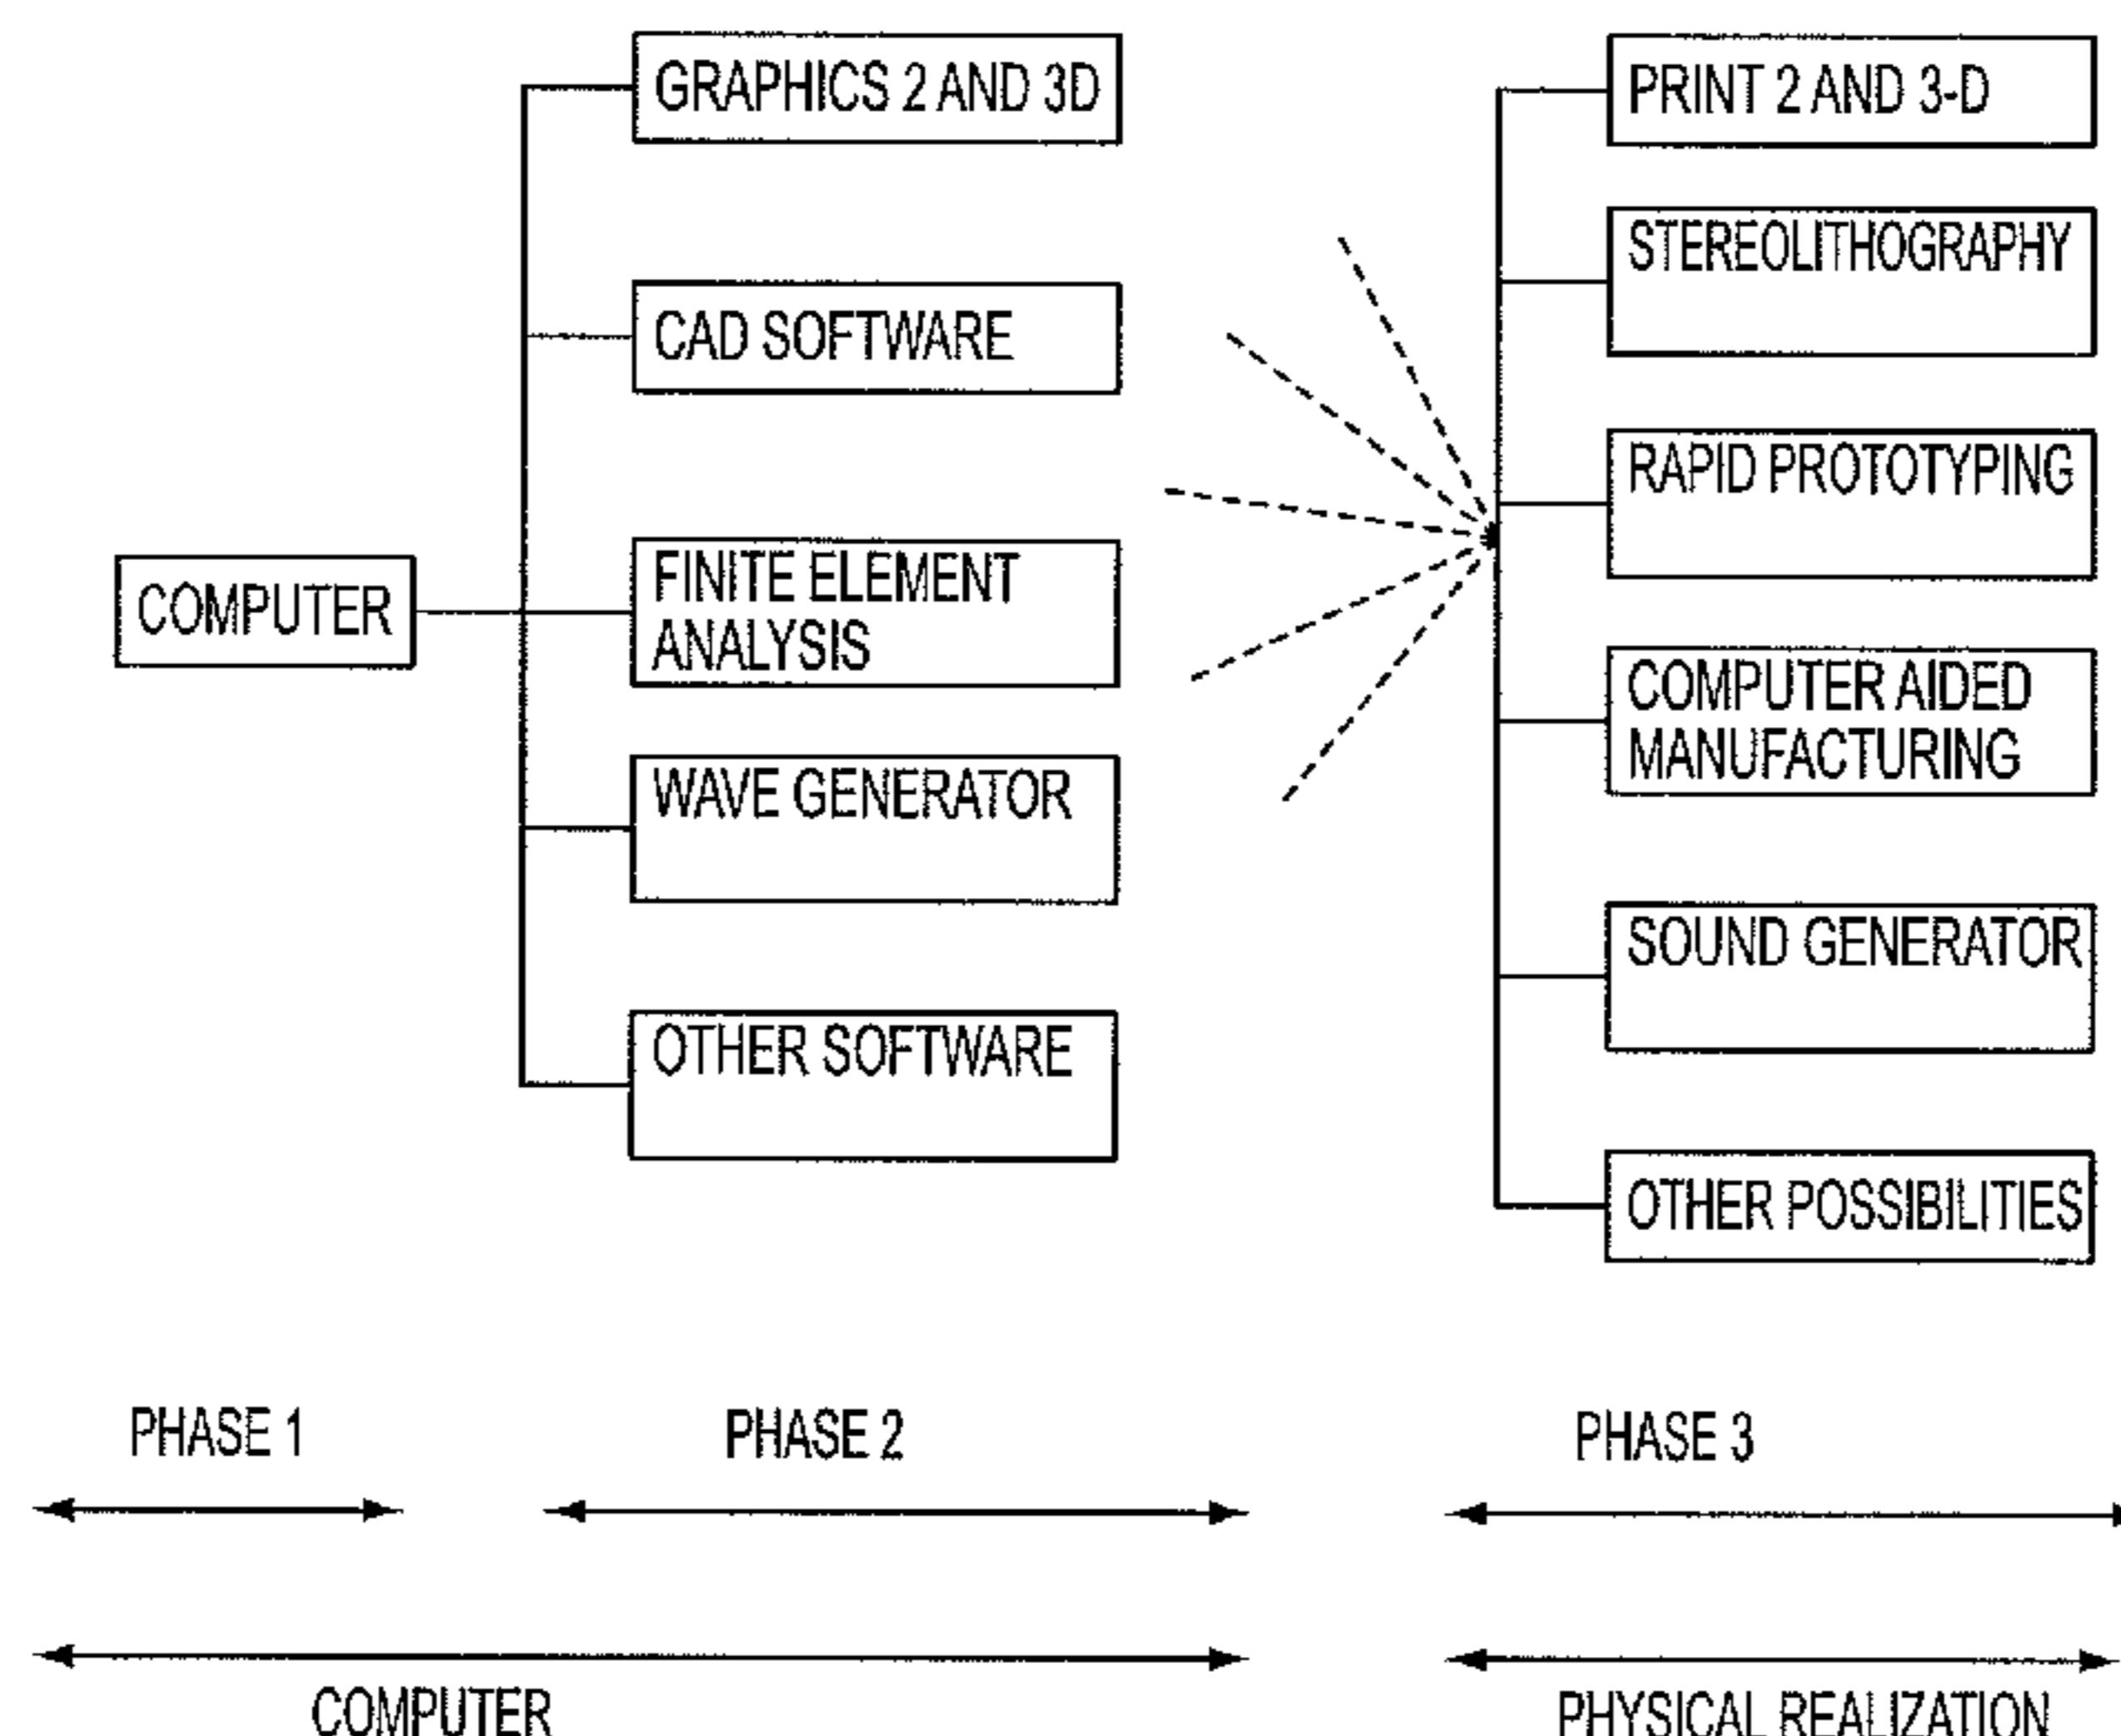 GRAPHICS 2 AND 3D
CAD SOFTWARE
COMPUTER
FINITE ELEMENT
ANALYSIS
WAVE GENERATOR
OTHER SOFTWARE
PRINT 2 AND 3-D
STEREOLITHOGRAPHY
RAPID PROTOTYPING
COMPUTER AIDED
MANUFACTURING
SOUND GENERATOR
OTHER POSSIBILITIES
PHASE 1
PHASE 2
PHASE 3
COMPUTER
PHYSICAL REALIZATION